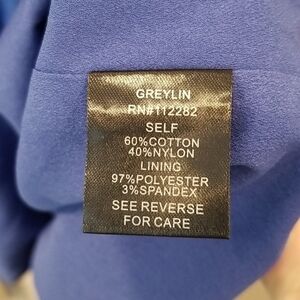 GREYLIN
RN#112282
SELF
60%COTTON
40%NYLON
LINING
97%POLYESTER
3%SPANDEX
SEE REVERSE
FOR CARE